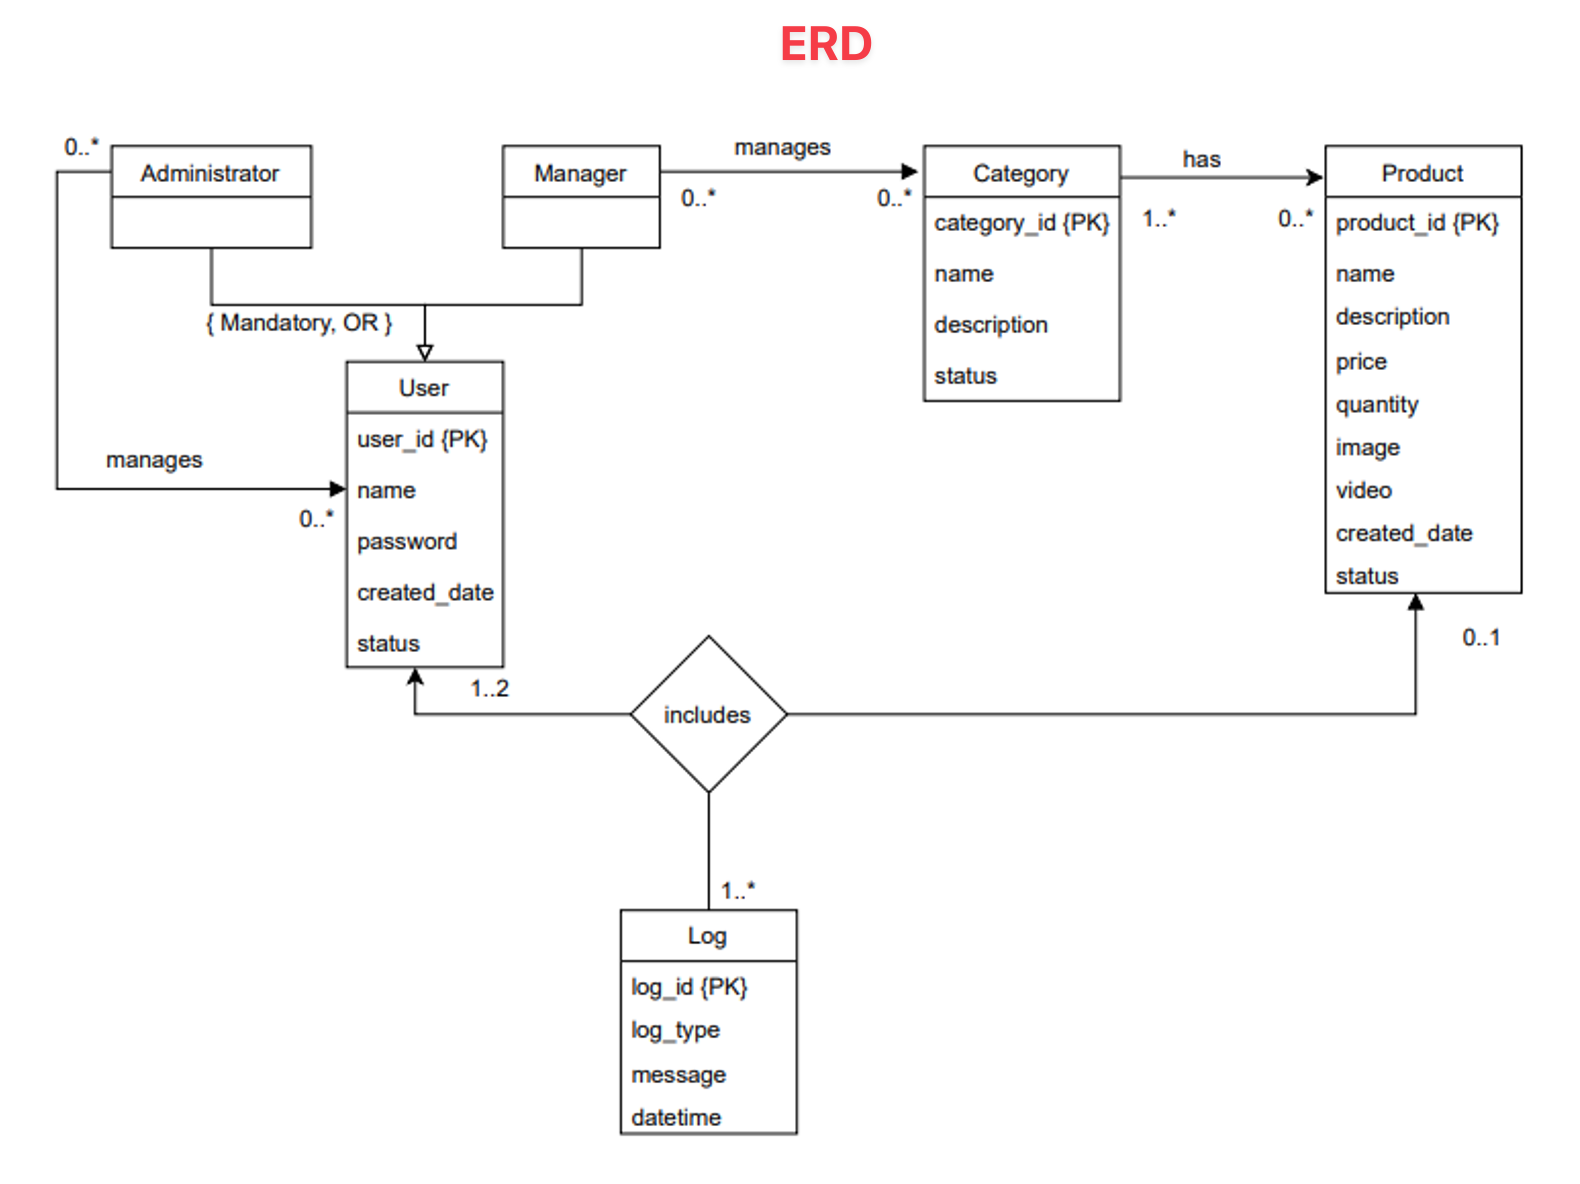 ERD
0..*
Administrator
Manager
manages
0..*
0..*
Category
category_id {PK}
name
description
status
has
1..*
0..*
Product
product_id {PK}
name
description
price
quantity
image
video
created_date
status
{ Mandatory, OR }
User
user_id {PK}
name
password
created_date
status
manages
0..*
1..2
includes
0..1
1..*
Log
log_id {PK}
log_type
message
datetime